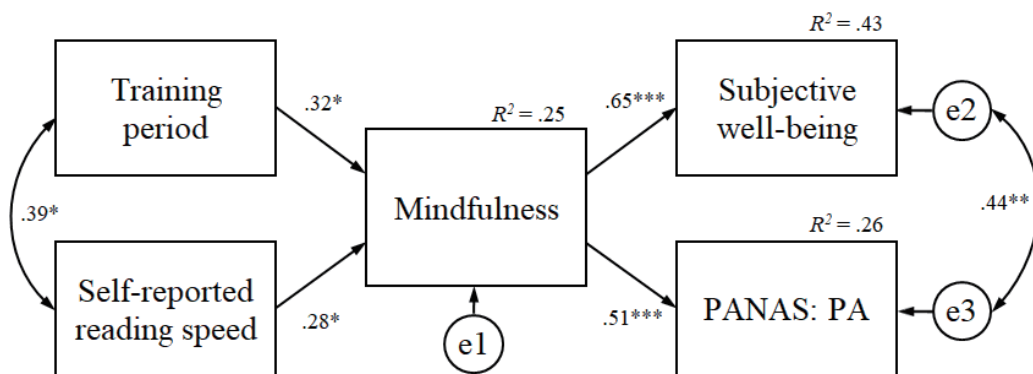 R² = .43
Training
period
.32*
.65***
Subjective
well-being
e2
R² = .25
Mindfulness
.39*
.44**
R² = .26
Self-reported
reading speed
.28*
e1
.51***
PANAS: PA
e3